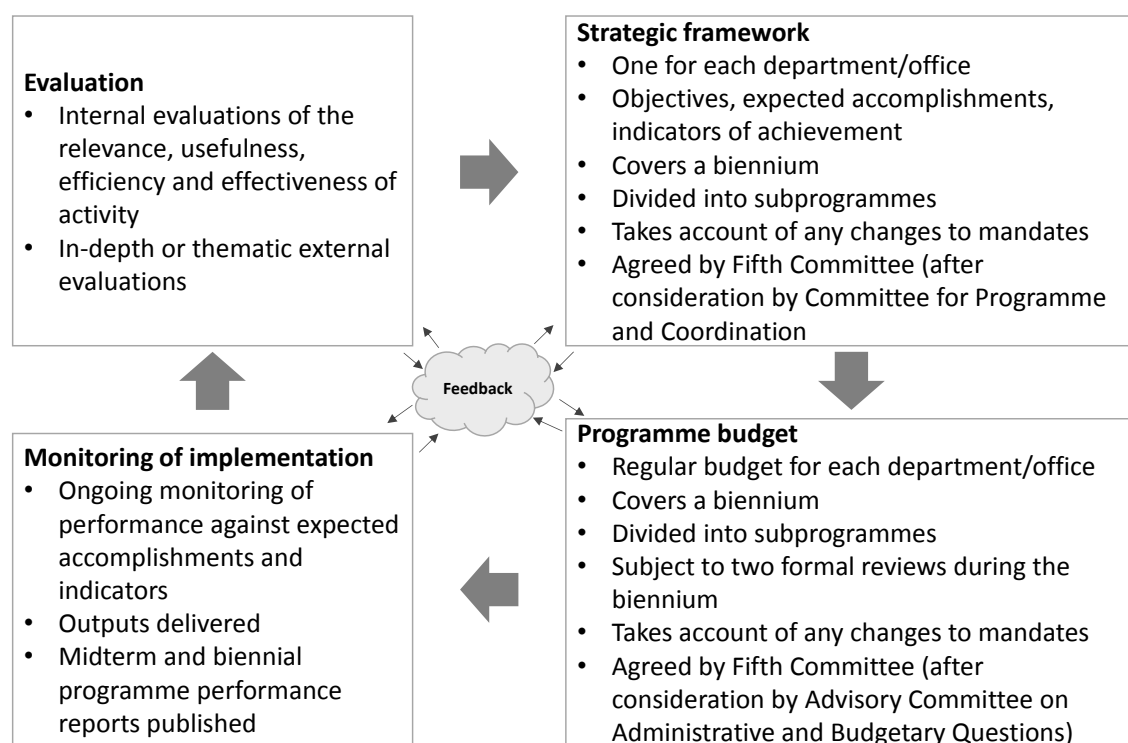 Evaluation
• Internal evaluations of the
relevance, usefulness,
efficiency and effectiveness of
activity
• In-depth or thematic external
evaluations
Strategic framework
• One for each department/office
• Objectives, expected accomplishments,
indicators of achievement
• Covers a biennium
• Divided into subprogrammes
• Takes account of any changes to mandates
• Agreed by Fifth Committee (after
consideration by Committee for Programme
and Coordination
Feedback
Monitoring of implementation
• Ongoing monitoring of
performance against expected
accomplishments and
indicators
• Outputs delivered
• Midterm and biennial
programme performance
reports published
Programme budget
• Regular budget for each department/office
• Covers a biennium
• Divided into subprogrammes
• Subject to two formal reviews during the
biennium
• Takes account of any changes to mandates
• Agreed by Fifth Committee (after
consideration by Advisory Committee on
Administrative and Budgetary Questions)